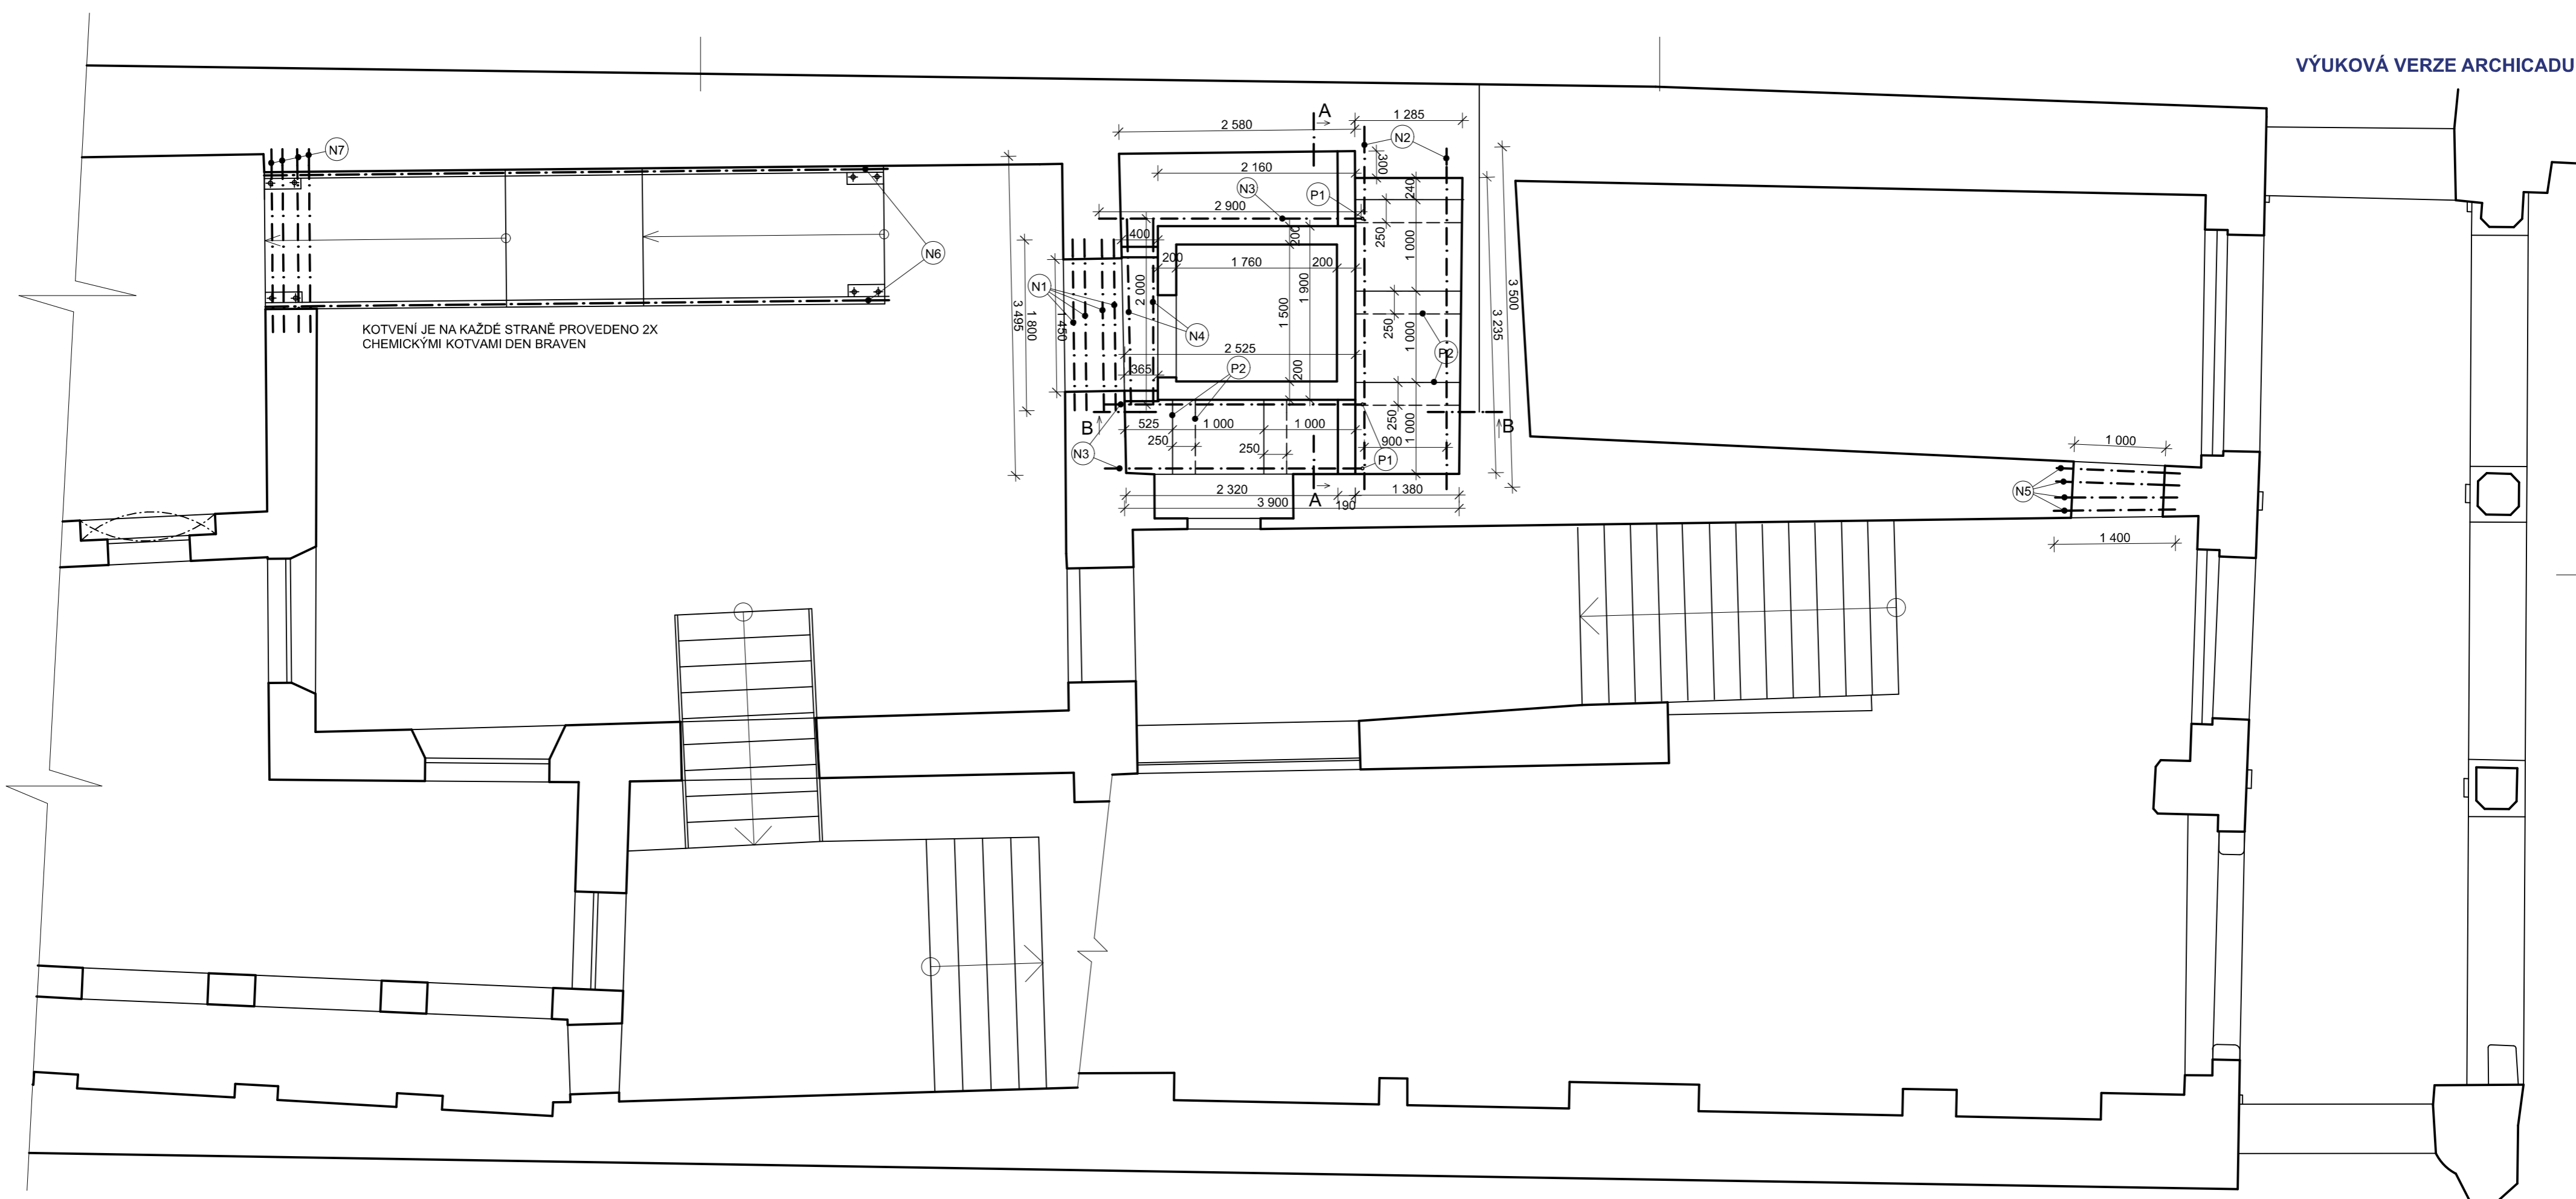 VÝUKOVÁ VERZE ARCHICADU
A
1 285
2 580
N2
N7
300
2 160
N3
P1
240
2 900
400
200
250
1 000
N6
200
1 760
200
N1
2 000
1 900
3 500
3 495
1 800
1 450
1 500
250
1 000
3 235
N4
KOTVENÍ JE NA KAŽDÉ STRANĚ PROVEDENO 2X
CHEMICKÝMI KOTVAMI DEN BRAVEN
2 525
P2
365
P2
200
B
525
1 000
1 000
250
1 000
B
250
250
900
1 000
N3
P1
N5
2 320
A
1 380
3 900
190
1 400